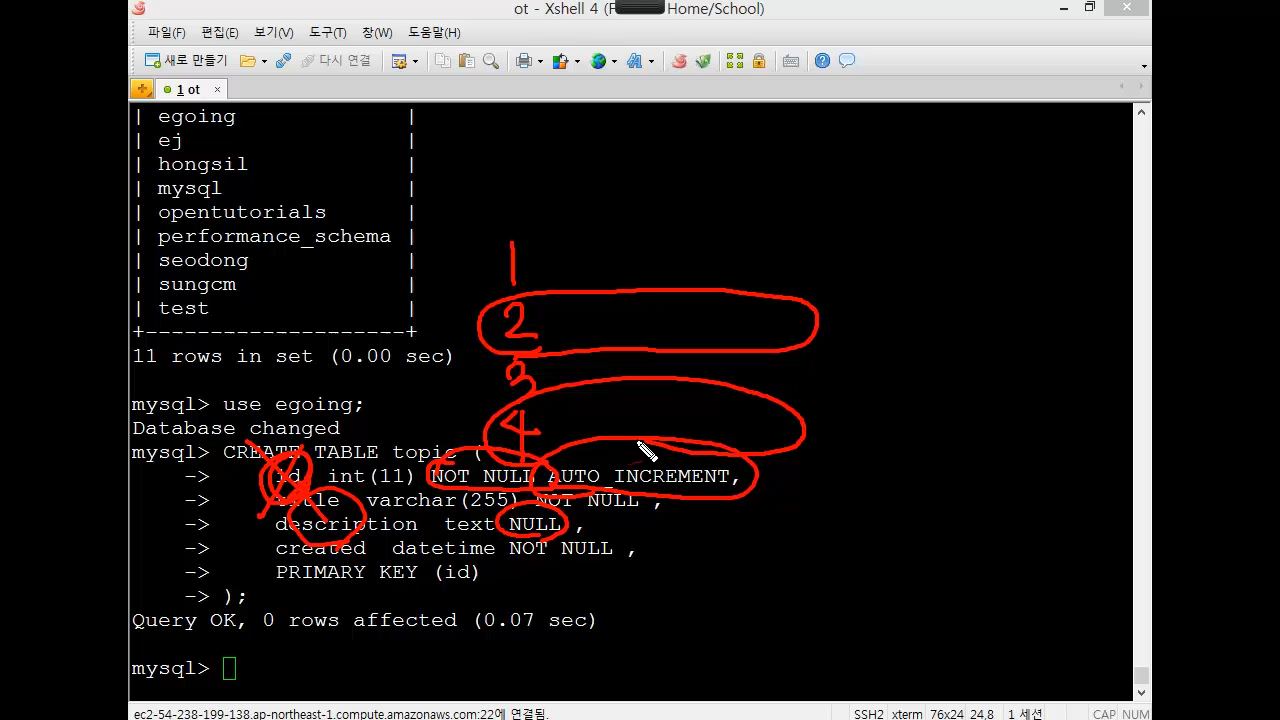 ot - Xshell 4 (F Home/School)
파일(F) 편집(E) 보기(V) 도구(T) 창(W) 도움말(H)
새로 만들기 다시 연결
1 ot
| egoing |
| ej |
| hongsil |
| mysql |
| opentutorials |
| performance_schema |
| seodong |
| sungcm |
| test |
+--------------------+
11 rows in set (0.00 sec)
1
2
3
4
mysql> use egoing;
Database changed
mysql> CREATE TABLE topic (
-> id int(11) NOT NULL AUTO_INCREMENT,
-> title varchar(255) NOT NULL ,
-> description text NULL ,
-> created datetime NOT NULL ,
-> PRIMARY KEY (id)
-> );
Query OK, 0 rows affected (0.07 sec)
mysql>
ec2-54-238-199-138.ap-northeast-1.compute.amazonaws.com:22에 연결됨. SSH2 xterm 76x24 24,8 1 세션 CAP NUM